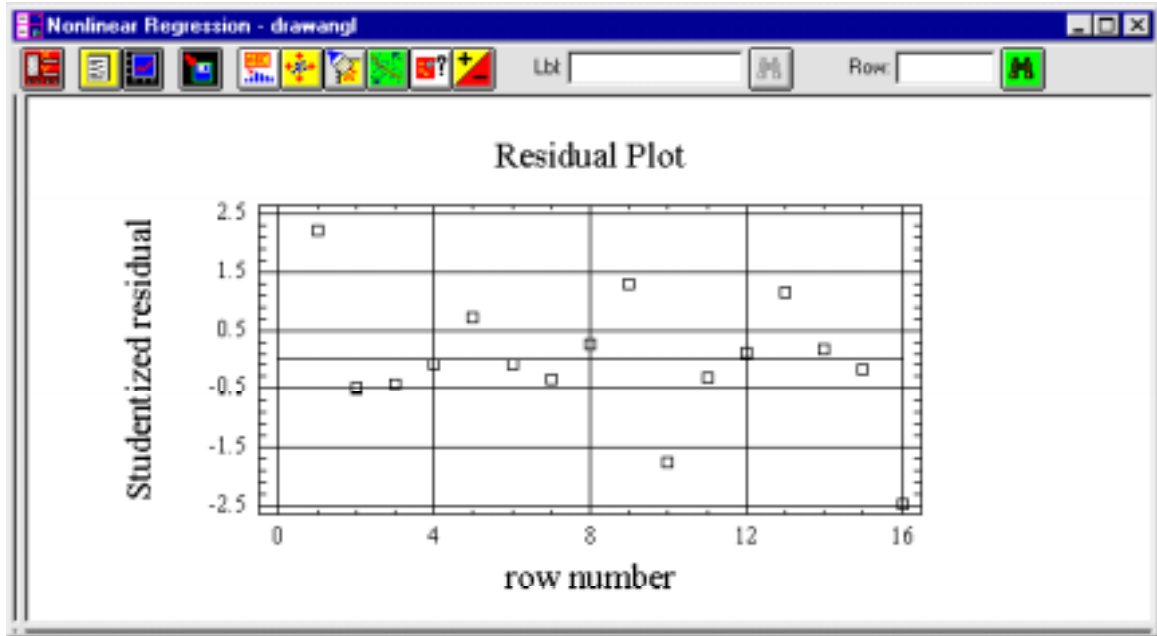 Nonlinear Regression - drawangl
Lbl: Row:
Residual Plot
Studentized residual
2.5
1.5
0.5
-0.5
-1.5
-2.5
0 4 8 12 16
row number